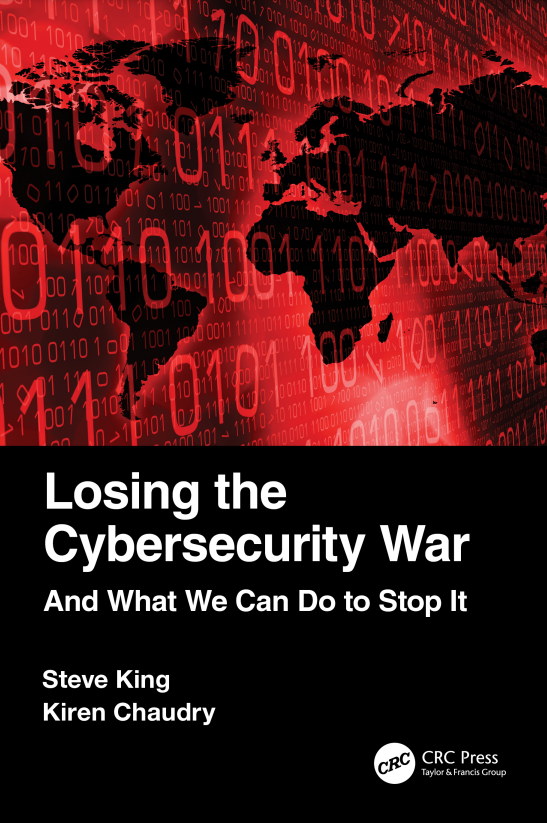 Losing the
Cybersecurity War
And What We Can Do to Stop It
Steve King
Kiren Chaudry
CRC
CRC Press
Taylor & Francis Group